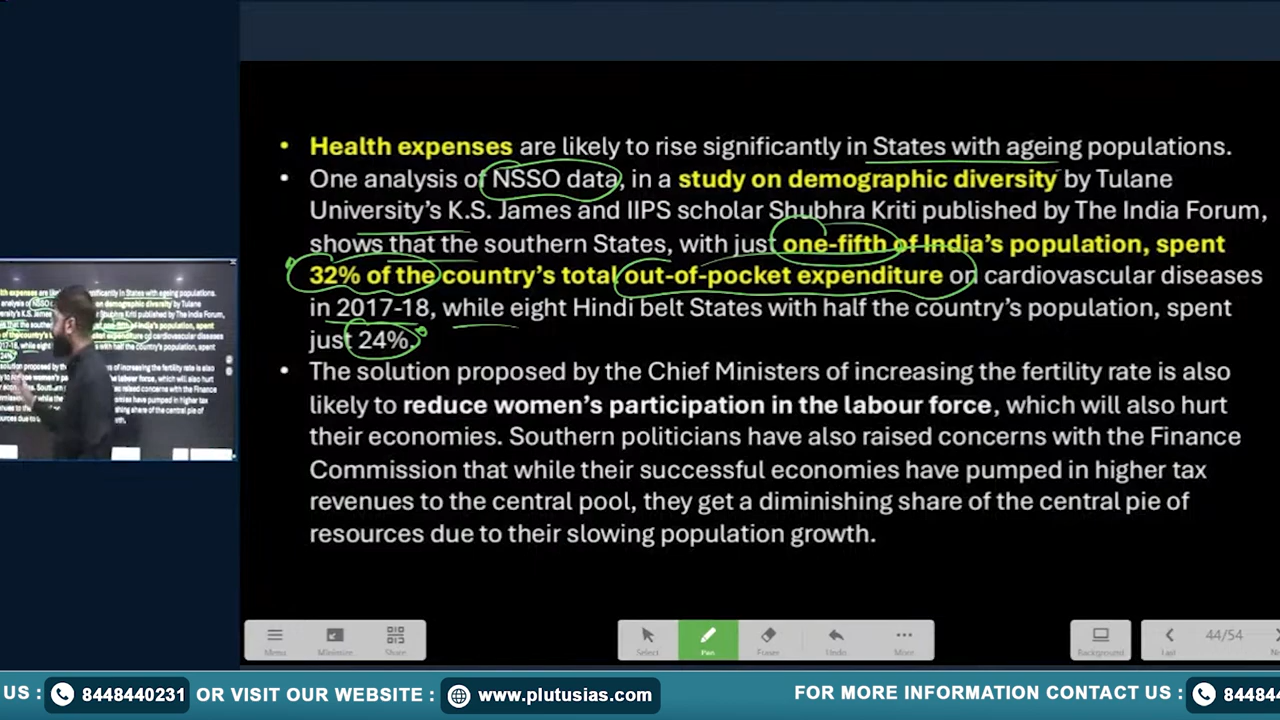 • Health expenses are likely to rise significantly in States with ageing populations.
• One analysis of NSSO data, in a study on demographic diversity by Tulane
University's K.S. James and IIPS scholar Shubhra Kriti published by The India Forum,
shows that the southern States, with just one-fifth of India's population, spent
32% of the country's total out-of-pocket expenditure on cardiovascular diseases
in 2017-18, while eight Hindi belt States with half the country's population, spent
just 24%.
• The solution proposed by the Chief Ministers of increasing the fertility rate is also
likely to reduce women's participation in the labour force, which will also hurt
their economies. Southern politicians have also raised concerns with the Finance
Commission that while their successful economies have pumped in higher tax
revenues to the central pool, they get a diminishing share of the central pie of
resources due to their slowing population growth.
Menu Minimize Share Select Pen Eraser Undo More Background Last 44/54
US : 8448440231 OR VISIT OUR WEBSITE : www.plutusias.com FOR MORE INFORMATION CONTACT US : 84484